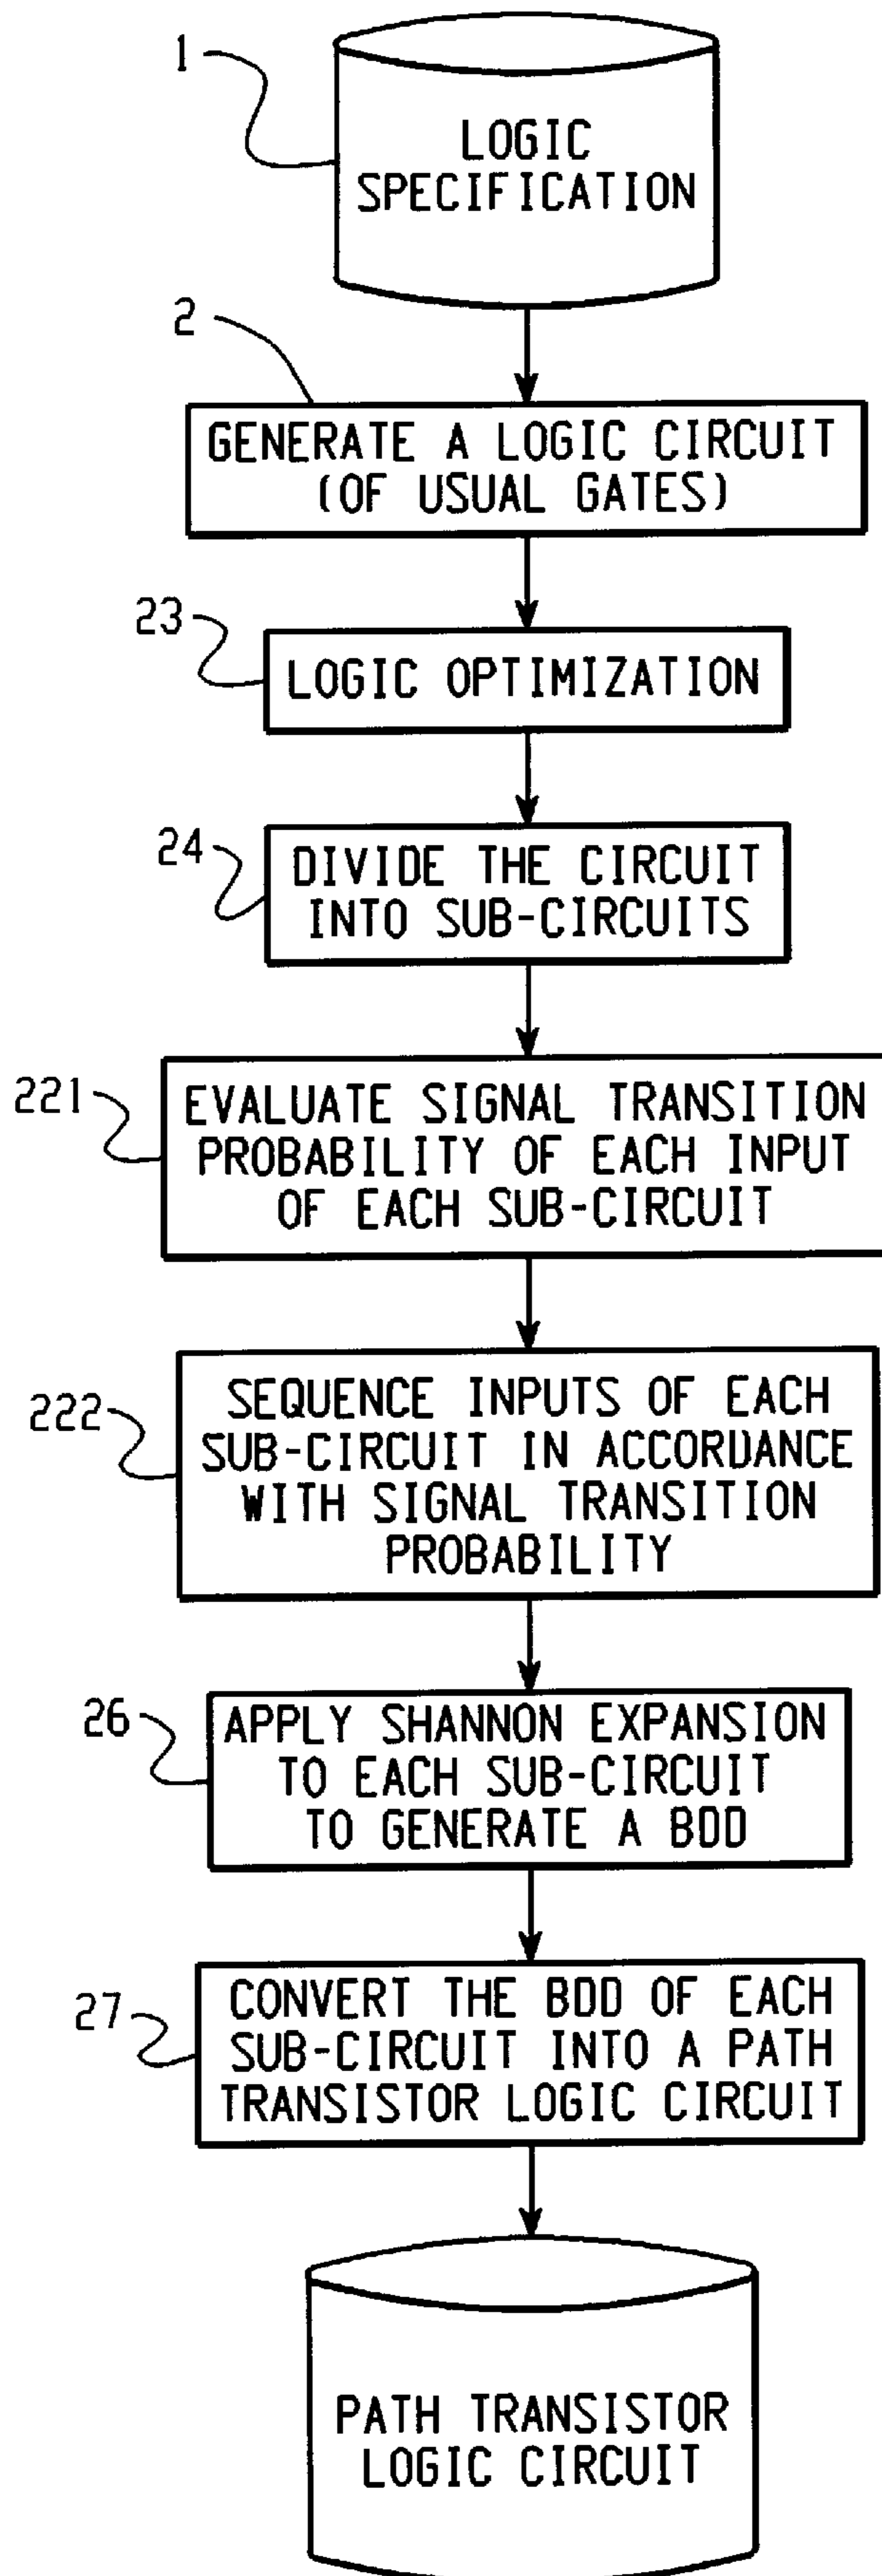 1
LOGIC
SPECIFICATION
2
GENERATE A LOGIC CIRCUIT
(OF USUAL GATES)
23
LOGIC OPTIMIZATION
24
DIVIDE THE CIRCUIT
INTO SUB-CIRCUITS
221
EVALUATE SIGNAL TRANSITION
PROBABILITY OF EACH INPUT
OF EACH SUB-CIRCUIT
222
SEQUENCE INPUTS OF EACH
SUB-CIRCUIT IN ACCORDANCE
WITH SIGNAL TRANSITION
PROBABILITY
26
APPLY SHANNON EXPANSION
TO EACH SUB-CIRCUIT
TO GENERATE A BDD
27
CONVERT THE BDD OF EACH
SUB-CIRCUIT INTO A PATH
TRANSISTOR LOGIC CIRCUIT
PATH TRANSISTOR
LOGIC CIRCUIT